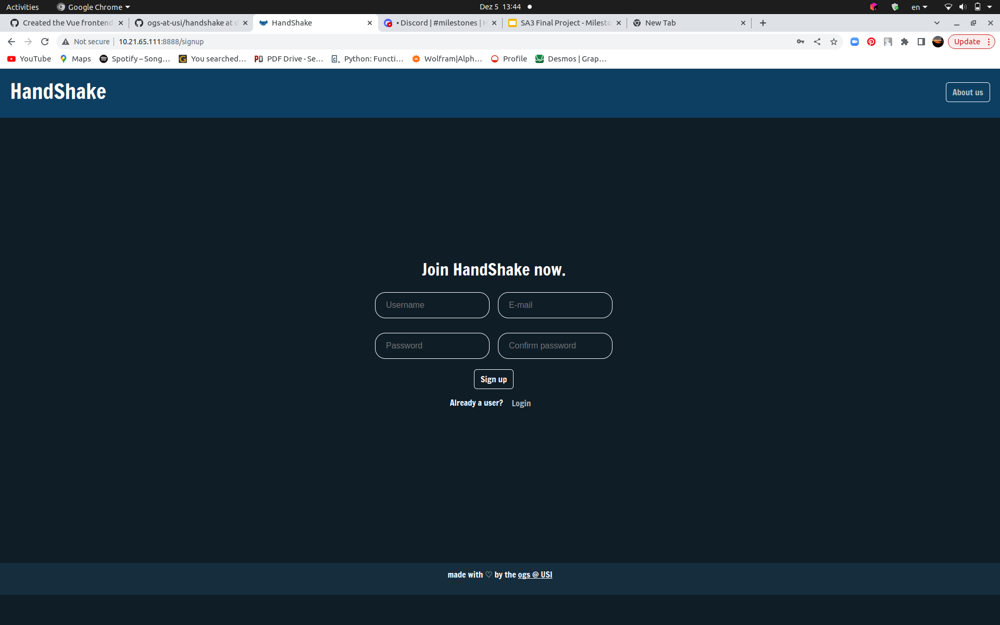 Activities Google Chrome Dez 5 13:44 en
Created the Vue frontend ogs-at-usi/handshake at d HandShake • Discord | #milestones | H SA3 Final Project - Milesto New Tab
Not secure 10.21.65.111:8888/signup Update
YouTube Maps Spotify – Song… You searched… PDF Drive - Se… Python: Functi… Wolfram|Alph… Profile Desmos | Grap…
HandShake About us
Join HandShake now.
Username E-mail
Password Confirm password
Sign up
Already a user? Login
made with ♡ by the ogs @ USI